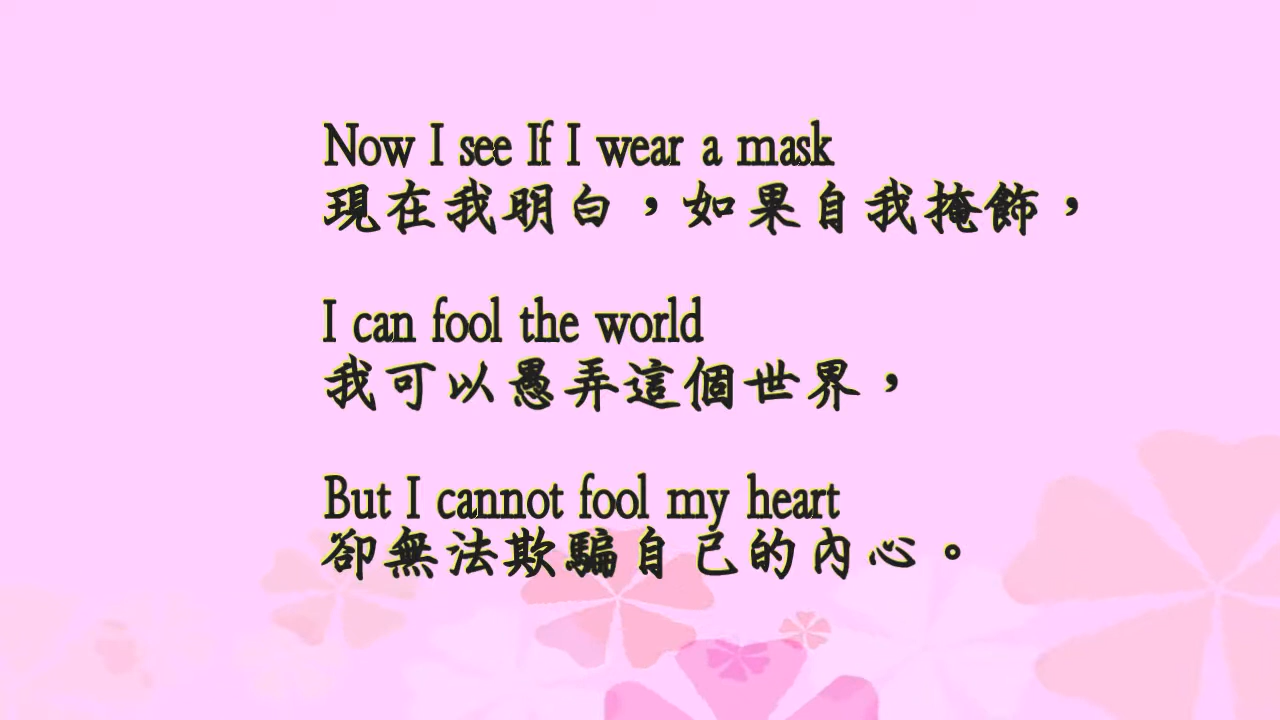 Now I see If I wear a mask
現在我明白，如果自我掩飾，
I can fool the world
我可以愚弄這個世界，
But I cannot fool my heart
卻無法欺騙自己的內心。